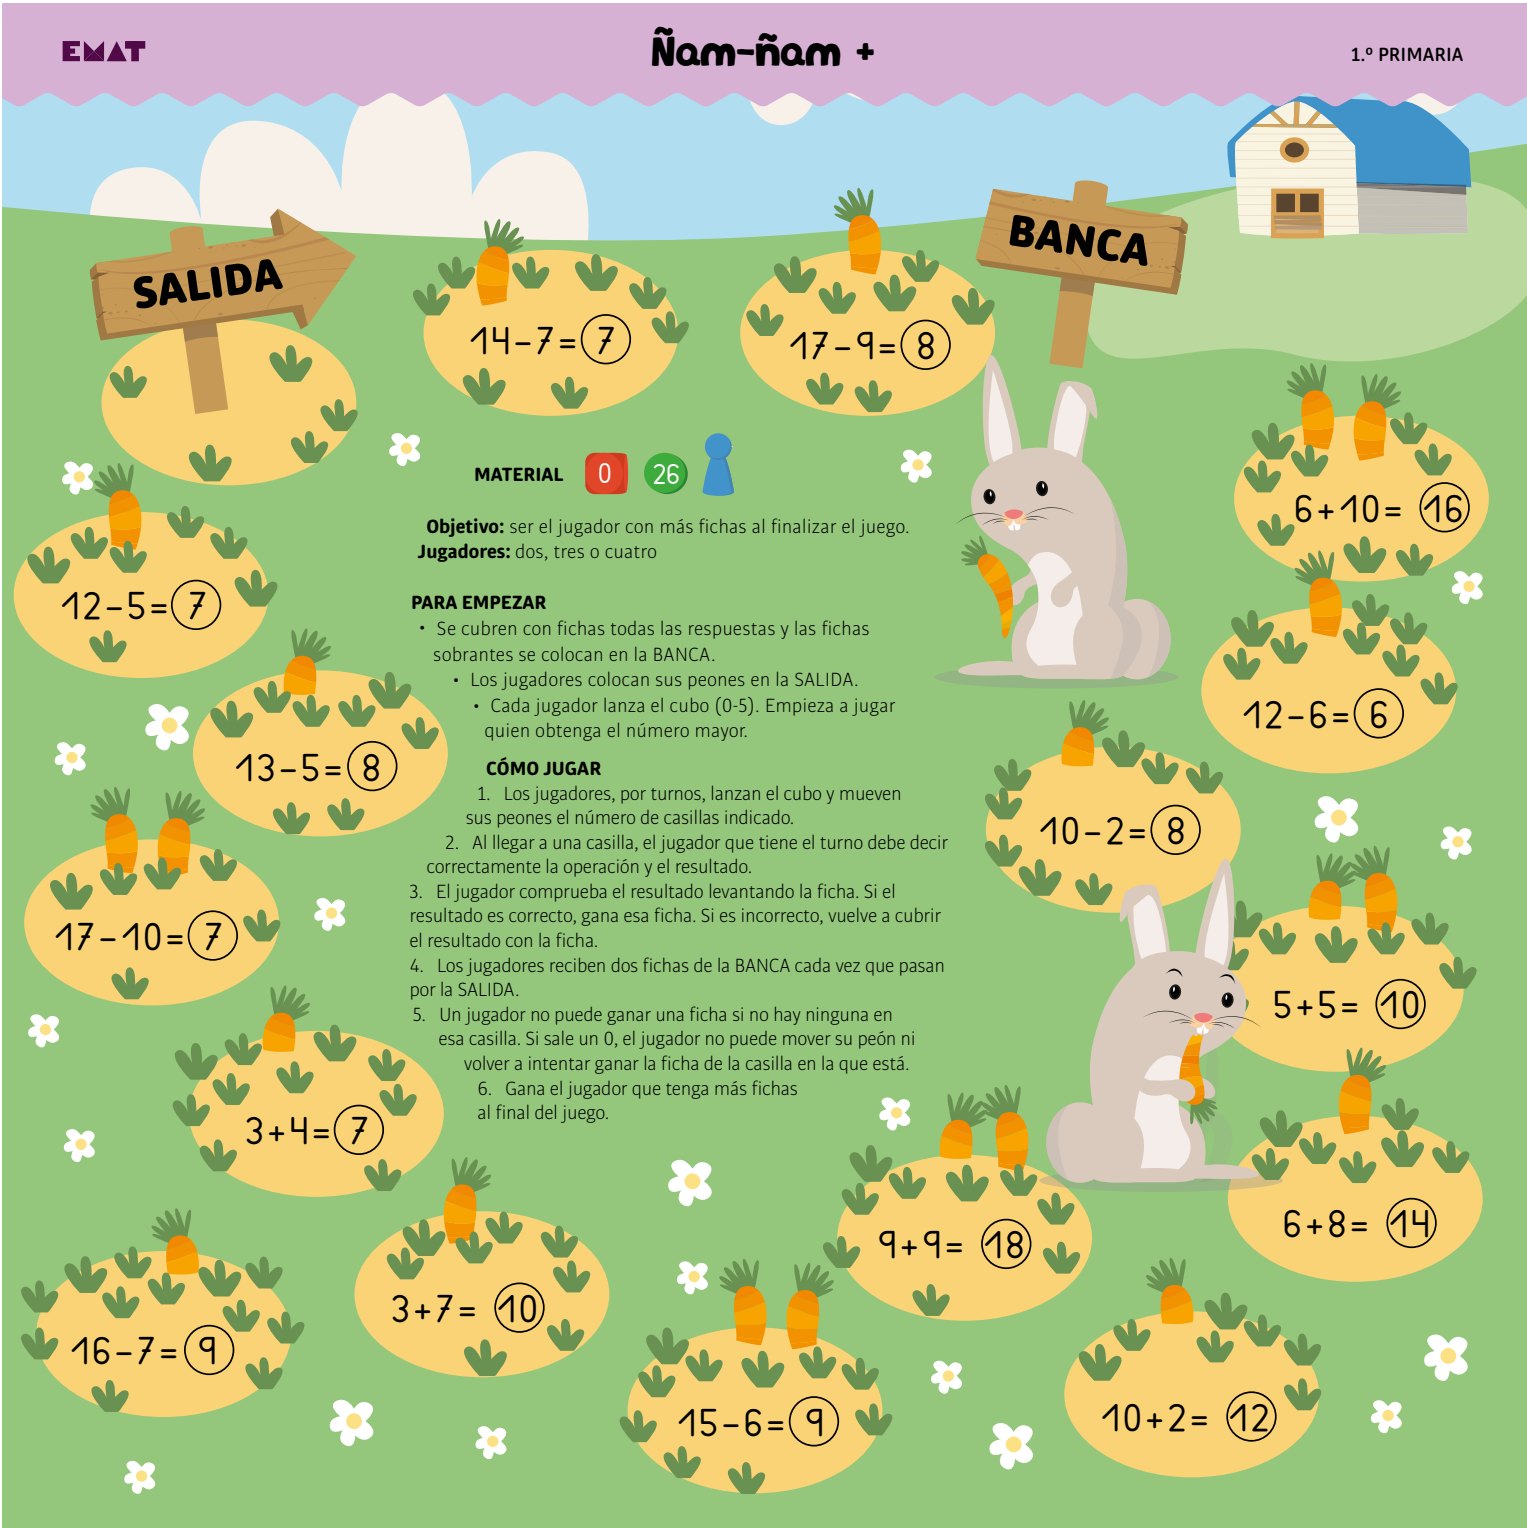 EMAT
Ñam-ñam +
1.º PRIMARIA
SALIDA
BANCA
14-7=7
17-9=8
6+10= 16
12-6=6
10-2=8
5+5= 10
6+8= 14
9+9= 18
10+2= 12
15-6=9
3+7= 10
16-7=9
3+4=7
17-10=7
13-5=8
12-5=7
MATERIAL 0 26
Objetivo: ser el jugador con más fichas al finalizar el juego.
Jugadores: dos, tres o cuatro
PARA EMPEZAR
• Se cubren con fichas todas las respuestas y las fichas
sobrantes se colocan en la BANCA.
• Los jugadores colocan sus peones en la SALIDA.
• Cada jugador lanza el cubo (0-5). Empieza a jugar
quien obtenga el número mayor.
CÓMO JUGAR
1. Los jugadores, por turnos, lanzan el cubo y mueven
sus peones el número de casillas indicado.
2. Al llegar a una casilla, el jugador que tiene el turno debe decir
correctamente la operación y el resultado.
3. El jugador comprueba el resultado levantando la ficha. Si el
resultado es correcto, gana esa ficha. Si es incorrecto, vuelve a cubrir
el resultado con la ficha.
4. Los jugadores reciben dos fichas de la BANCA cada vez que pasan
por la SALIDA.
5. Un jugador no puede ganar una ficha si no hay ninguna en
esa casilla. Si sale un 0, el jugador no puede mover su peón ni
volver a intentar ganar la ficha de la casilla en la que está.
6. Gana el jugador que tenga más fichas
al final del juego.